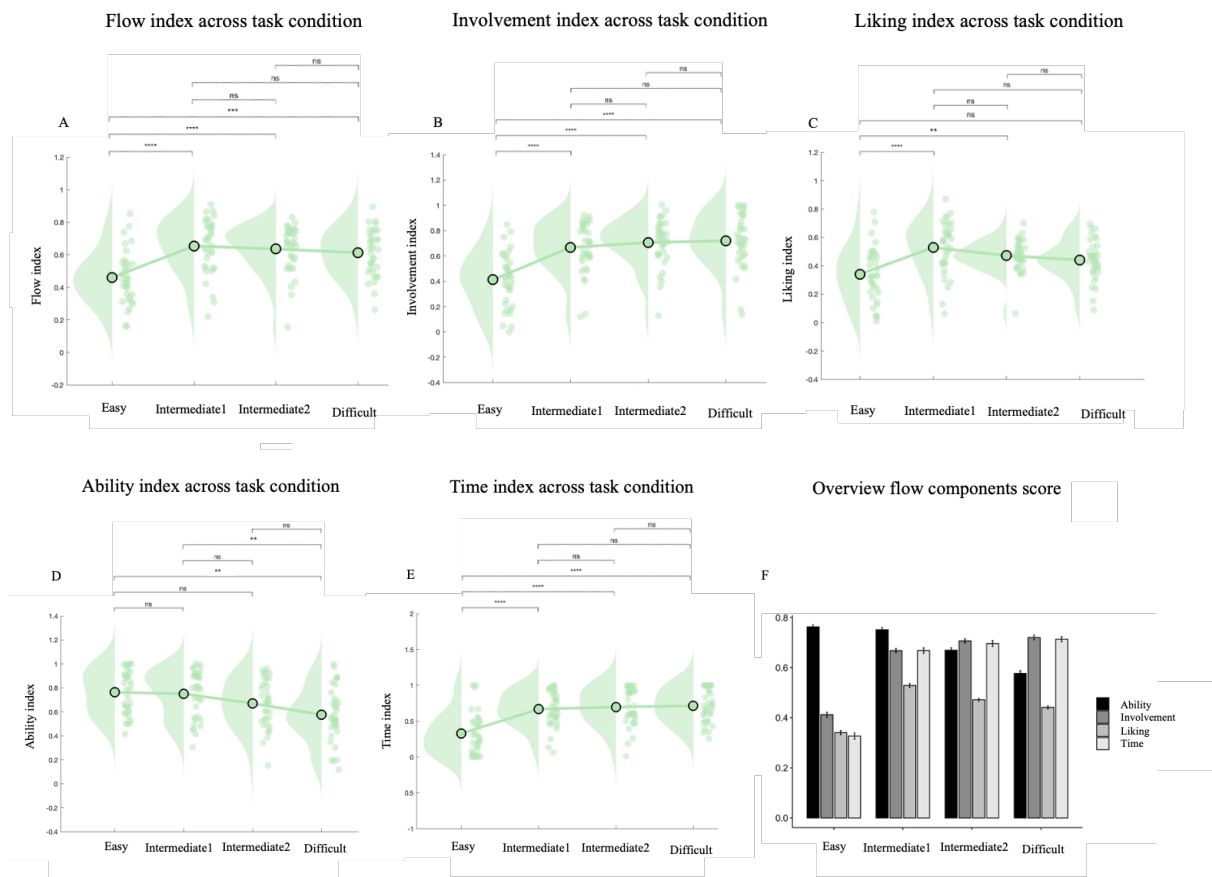 Flow index across task condition
Involvement index across task condition
Liking index across task condition
A
ns
ns
ns
***
****
****
Flow index
1.2
1
0.8
0.6
0.4
0.2
0
-0.2
Easy
Intermediate1
Intermediate2
Difficult
B
ns
ns
ns
****
****
****
Involvement index
1.4
1.2
1
0.8
0.6
0.4
0.2
0
-0.2
-0.4
Easy
Intermediate1
Intermediate2
Difficult
C
ns
ns
ns
ns
**
****
Liking index
1.2
1
0.8
0.6
0.4
0.2
0
-0.2
-0.4
Easy
Intermediate1
Intermediate2
Difficult
Ability index across task condition
Time index across task condition
Overview flow components score
D
ns
**
ns
**
ns
ns
Ability index
1.4
1.2
1
0.8
0.6
0.4
0.2
0
-0.2
-0.4
Easy
Intermediate1
Intermediate2
Difficult
E
ns
ns
ns
****
****
****
Time index
2
1.5
1
0.5
0
-0.5
-1
Easy
Intermediate1
Intermediate2
Difficult
F
0.8
0.6
0.4
0.2
0.0
Easy
Intermediate1
Intermediate2
Difficult
Ability
Involvement
Liking
Time